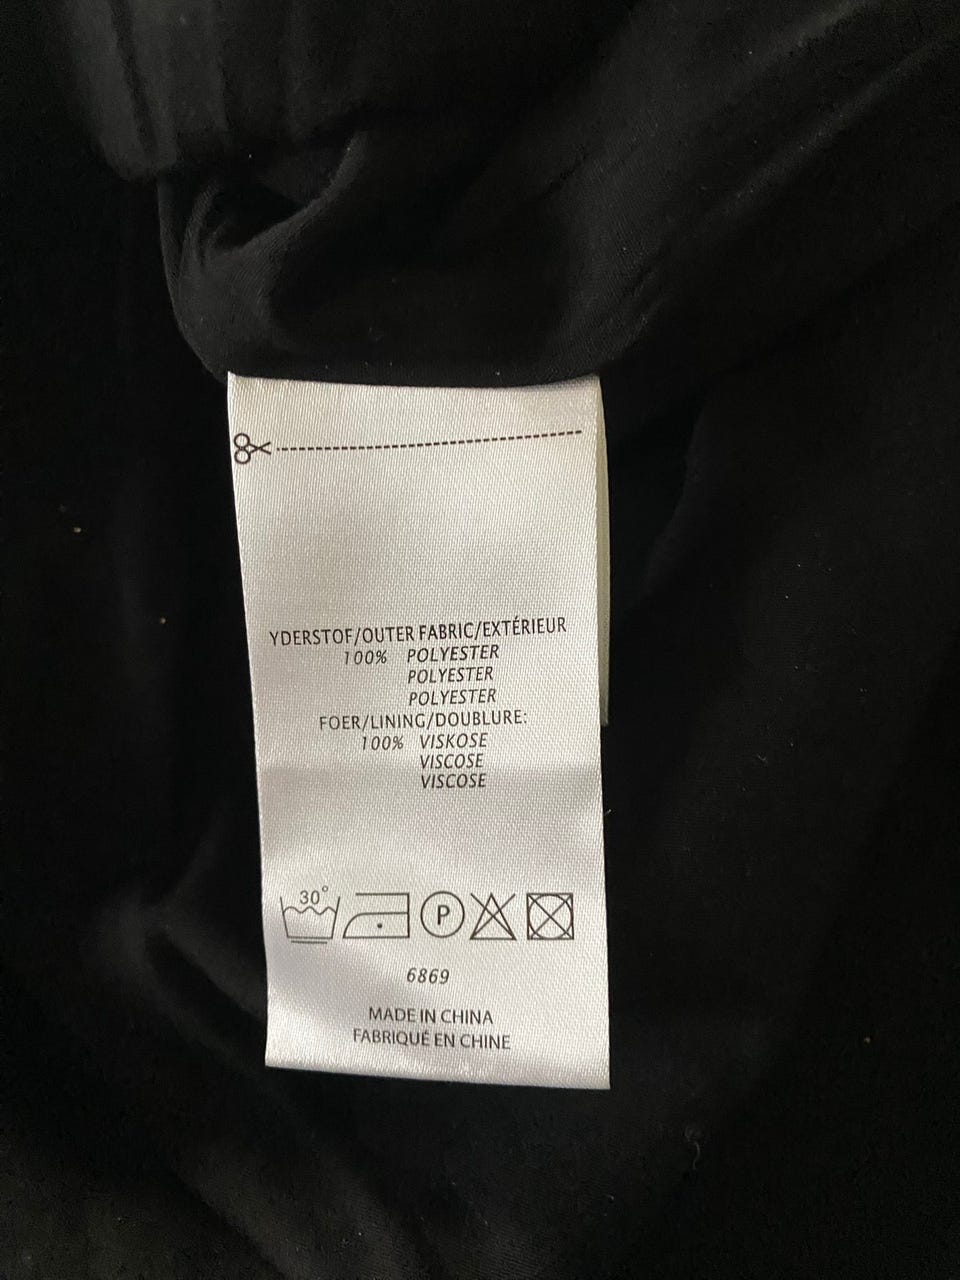 YDERSTOF/OUTER FABRIC/EXTÉRIEUR
100% POLYESTER
POLYESTER
POLYESTER
FOER/LINING/DOUBLURE:
100% VISKOSE
VISCOSE
VISCOSE
30° P
6869
MADE IN CHINA
FABRIQUÉ EN CHINE